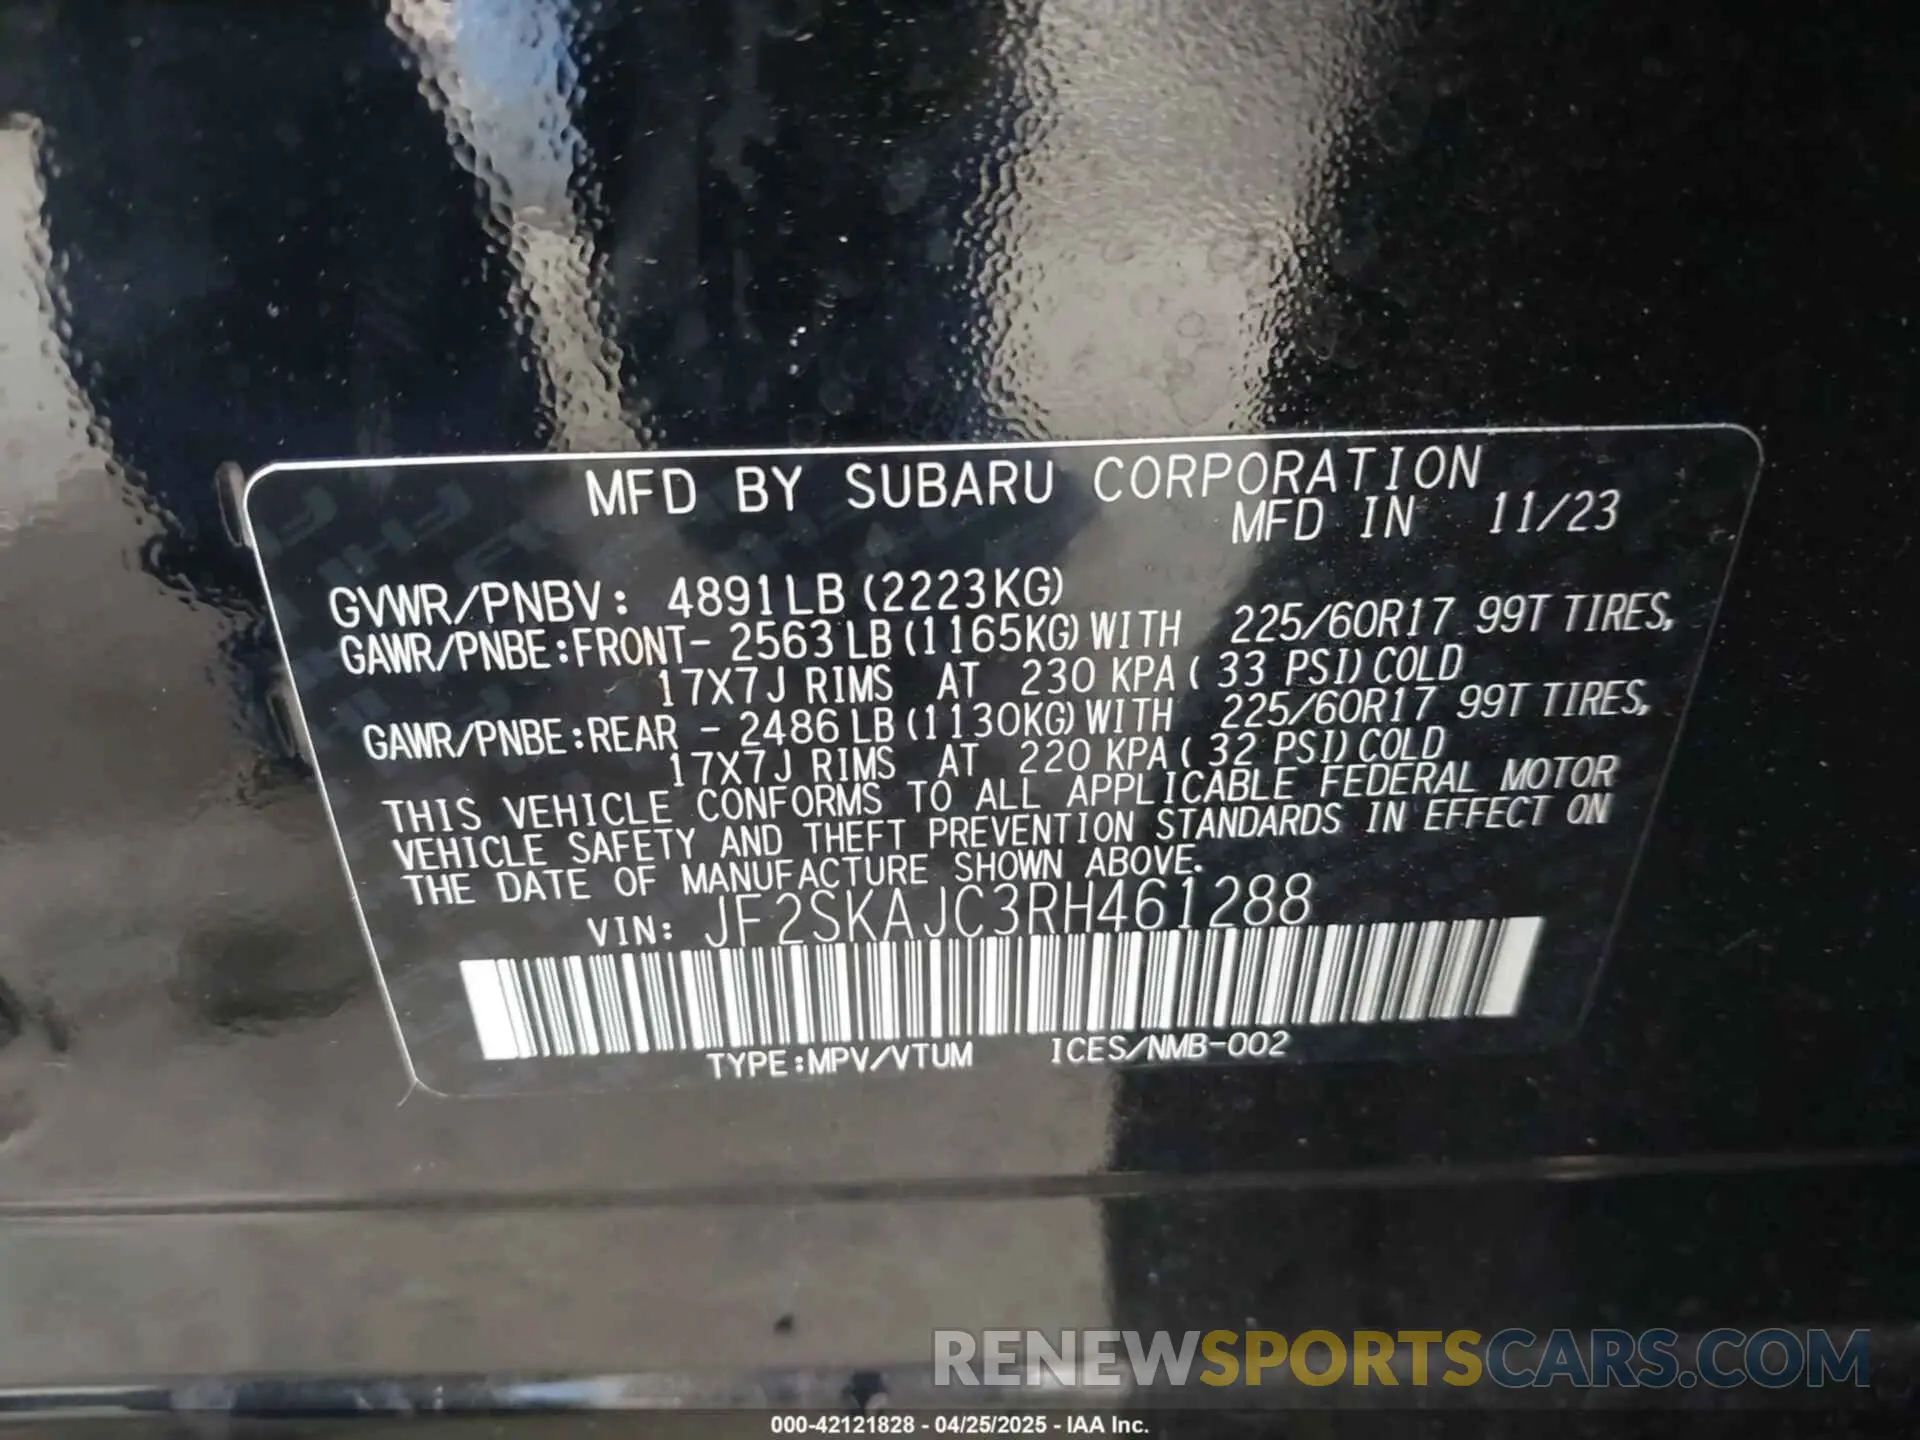 MFD BY SUBARU CORPORATION
MFD IN 11/23
GVWR/PNBV: 4891LB (2223KG)
GAWR/PNBE:FRONT- 2563 LB (1165KG) WITH 225/60R17 99T TIRES,
17X7J RIMS AT 230 KPA ( 33 PSI) COLD
GAWR/PNBE:REAR - 2486 LB (1130KG) WITH 225/60R17 99T TIRES,
17X7J RIMS AT 220 KPA ( 32 PSI) COLD
THIS VEHICLE CONFORMS TO ALL APPLICABLE FEDERAL MOTOR
VEHICLE SAFETY AND THEFT PREVENTION STANDARDS IN EFFECT ON
THE DATE OF MANUFACTURE SHOWN ABOVE.
VIN: JF2SKAJC3RH461288
TYPE:MPV/VTUM ICES/NMB-002
RENEWSPORTSCARS.COM
000-42121828 - 04/25/2025 - IAA Inc.